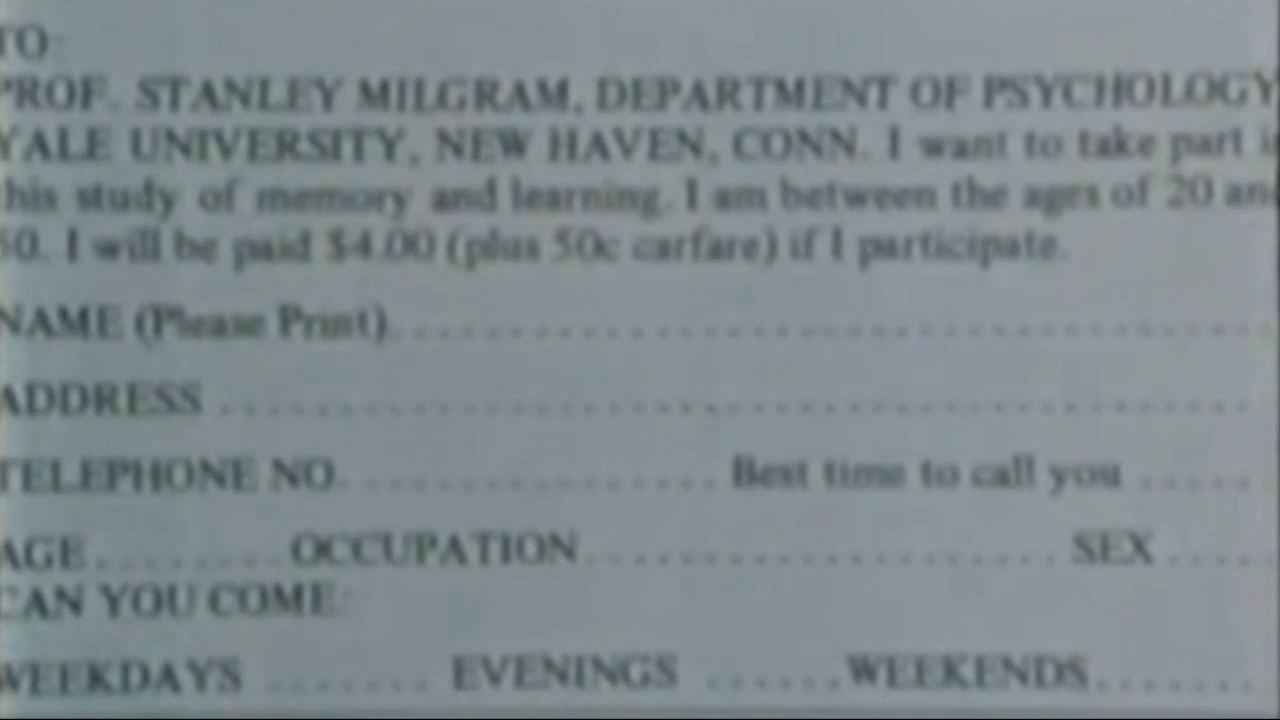 TO:
PROF. STANLEY MILGRAM, DEPARTMENT OF PSYCHOLOGY,
YALE UNIVERSITY, NEW HAVEN, CONN. I want to take part in
this study of memory and learning. I am between the ages of 20 and
50. I will be paid $4.00 (plus 50c carfare) if I participate.
NAME (Please Print)
ADDRESS
TELEPHONE NO. Best time to call you
AGE OCCUPATION SEX
CAN YOU COME:
WEEKDAYS EVENINGS WEEKENDS